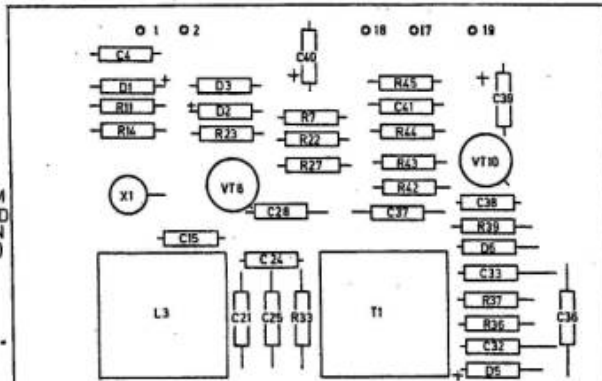 1 2 18 17 19
C4 C40
D1 + D3 + R45 + C39
R11 + D2 R7 C41
R14 R23 R22 R44
R27 R43 VT10
X1 VT6 R42
C28 C37 C38
R39
C15 D6
C24 C33
L3 C21 C25 R33 T1 R37 C36
R36
C32
+ D5